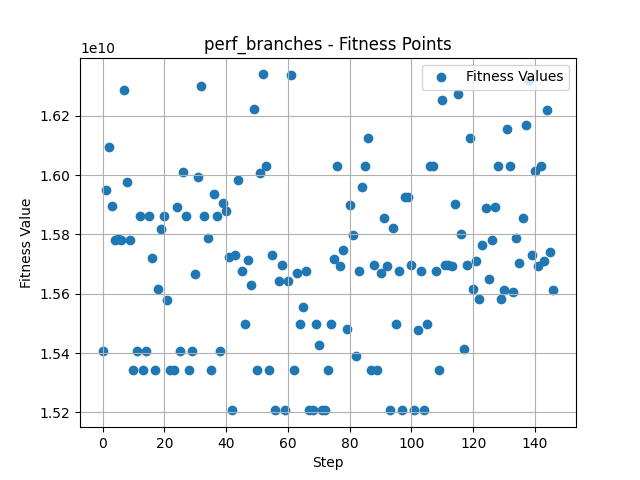 perf_branches - Fitness Points
1e10
Fitness Values
1.62
1.60
1.58
1.56
1.54
1.52
Fitness Value
0 20 40 60 80 100 120 140
Step